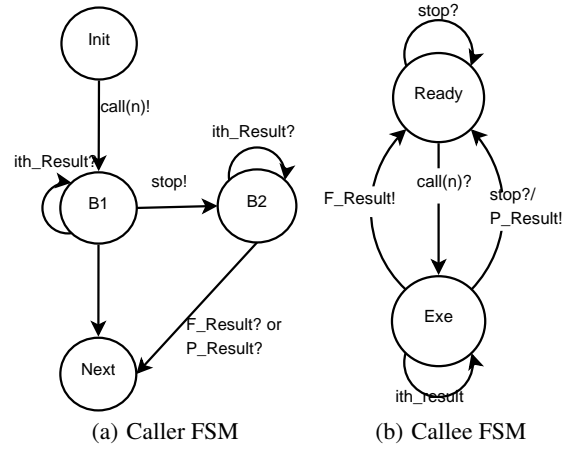 Init
call(n)!
ith_Result?
B1
stop!
ith_Result?
B2
F_Result? or
P_Result?
Next
(a) Caller FSM
stop?
Ready
call(n)?
F_Result!
stop?/
P_Result!
Exe
ith_result
(b) Callee FSM